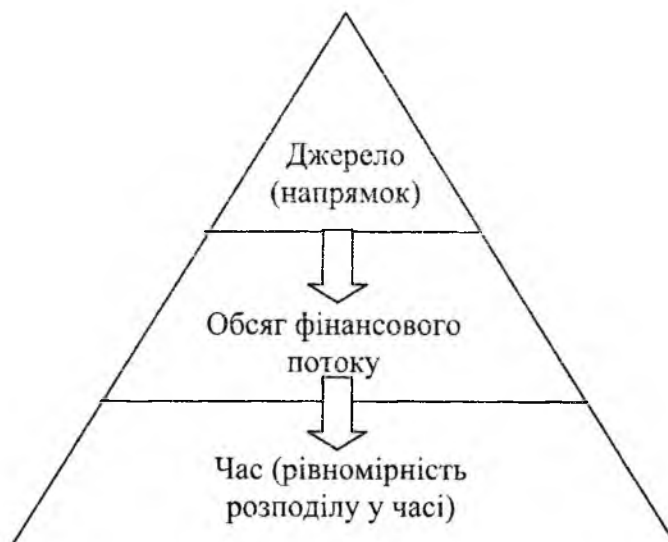 Джерело
(напрямок)
Обсяг фінансового
потоку
Час (рівномірність
розподілу у часі)